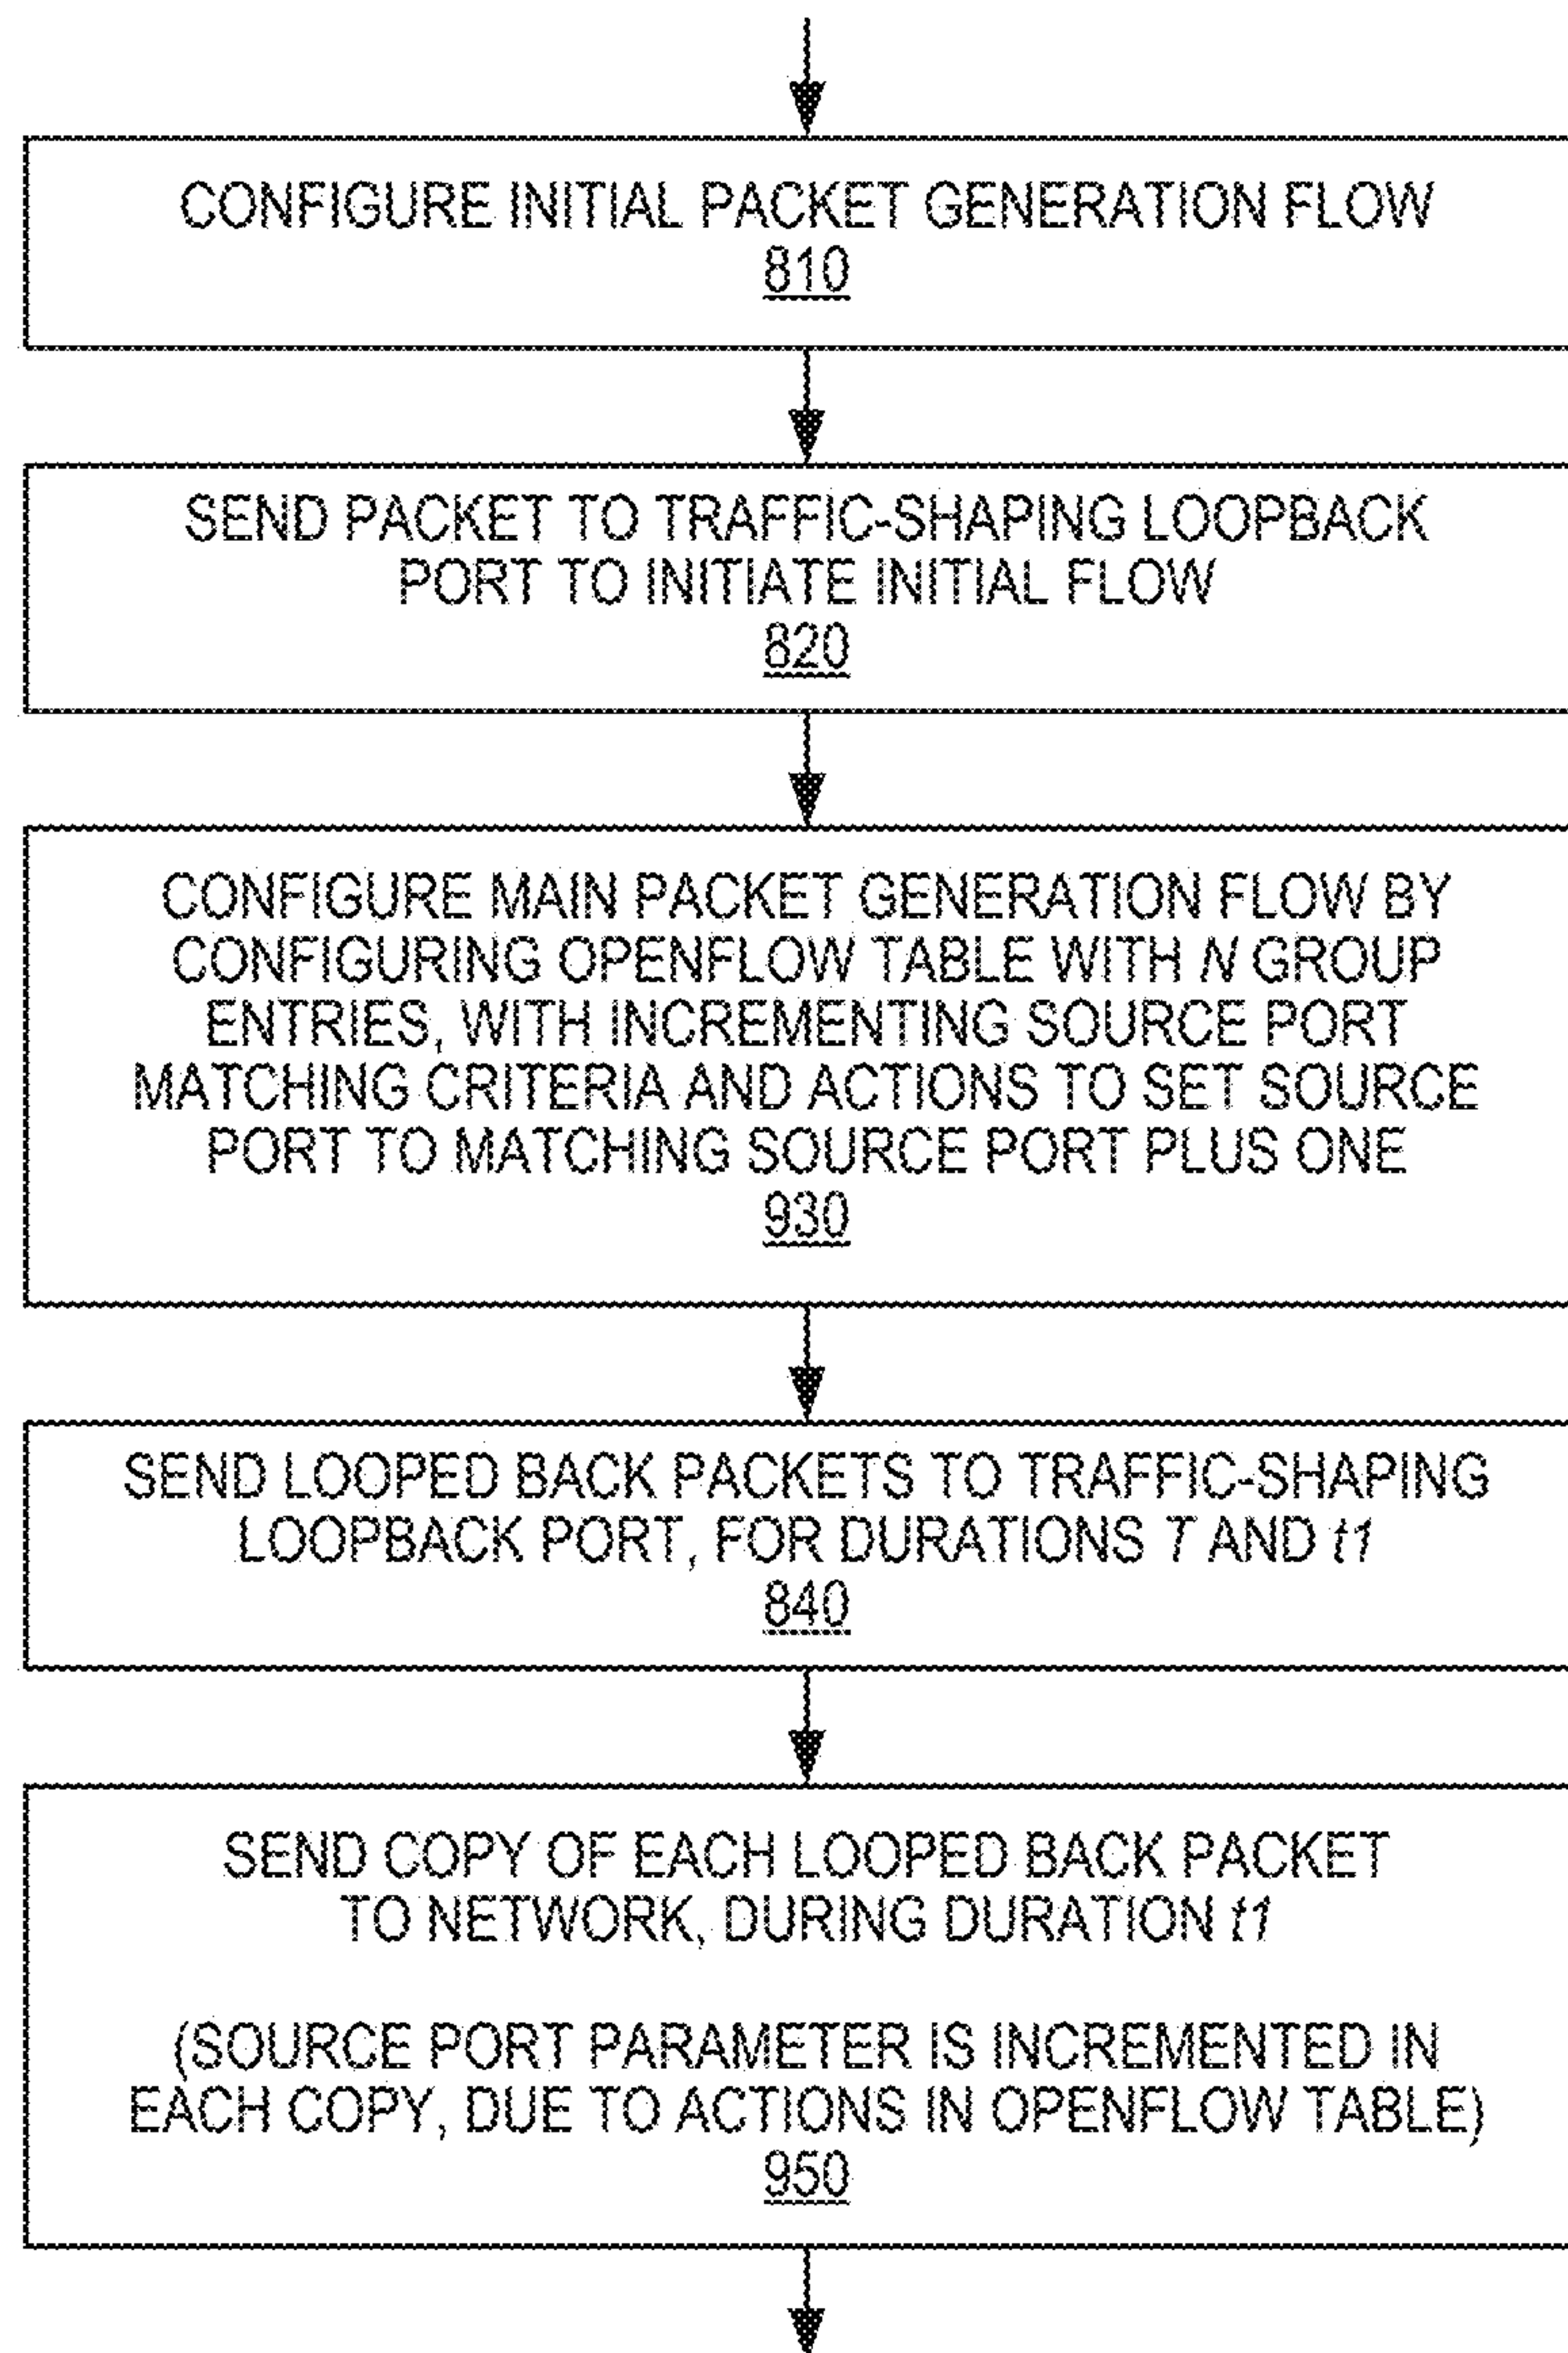 CONFIGURE INITIAL PACKET GENERATION FLOW
810
SEND PACKET TO TRAFFIC-SHAPING LOOPBACK
PORT TO INITIATE INITIAL FLOW
820
CONFIGURE MAIN PACKET GENERATION FLOW BY
CONFIGURING OPENFLOW TABLE WITH N GROUP
ENTRIES, WITH INCREMENTING SOURCE PORT
MATCHING CRITERIA AND ACTIONS TO SET SOURCE
PORT TO MATCHING SOURCE PORT PLUS ONE
930
SEND LOOPED BACK PACKETS TO TRAFFIC-SHAPING
LOOPBACK PORT, FOR DURATIONS T AND t1
840
SEND COPY OF EACH LOOPED BACK PACKET
TO NETWORK, DURING DURATION t1
(SOURCE PORT PARAMETER IS INCREMENTED IN
EACH COPY, DUE TO ACTIONS IN OPENFLOW TABLE)
950